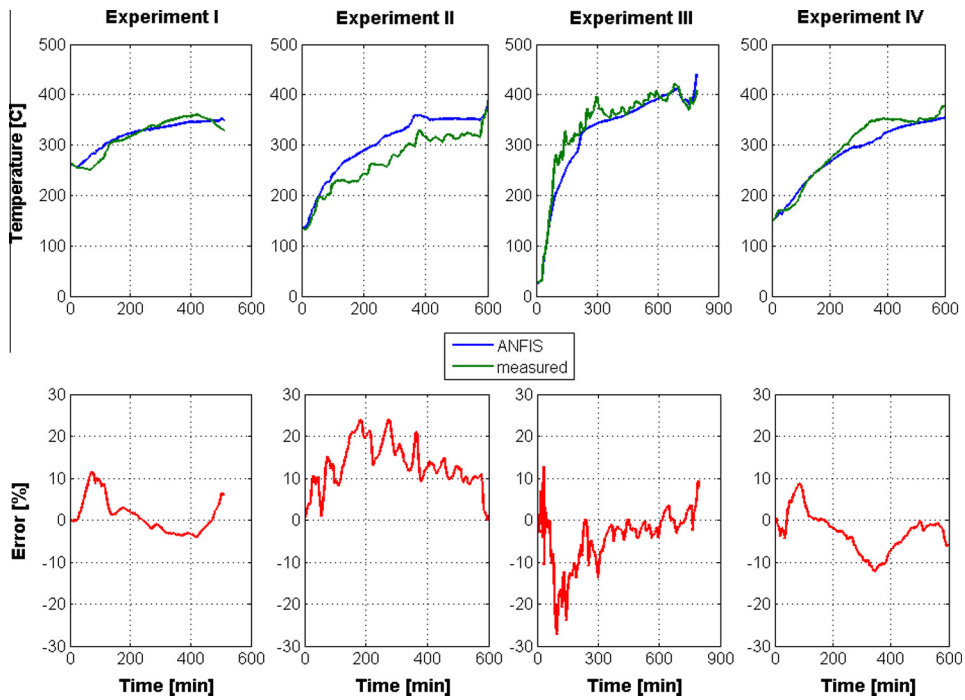 Experiment I
Experiment II
Experiment III
Experiment IV
Temperature [C]
500
400
300
200
100
0
0 200 400 600
500
400
300
200
100
0
0 200 400 600
500
400
300
200
100
0
0 300 600 900
500
400
300
200
100
0
0 200 400 600
ANFIS
measured
Error [%]
30
20
10
0
-10
-20
-30
0 200 400 600
Time [min]
30
20
10
0
-10
-20
-30
0 200 400 600
Time [min]
30
20
10
0
-10
-20
-30
0 300 600 900
Time [min]
30
20
10
0
-10
-20
-30
0 200 400 600
Time [min]